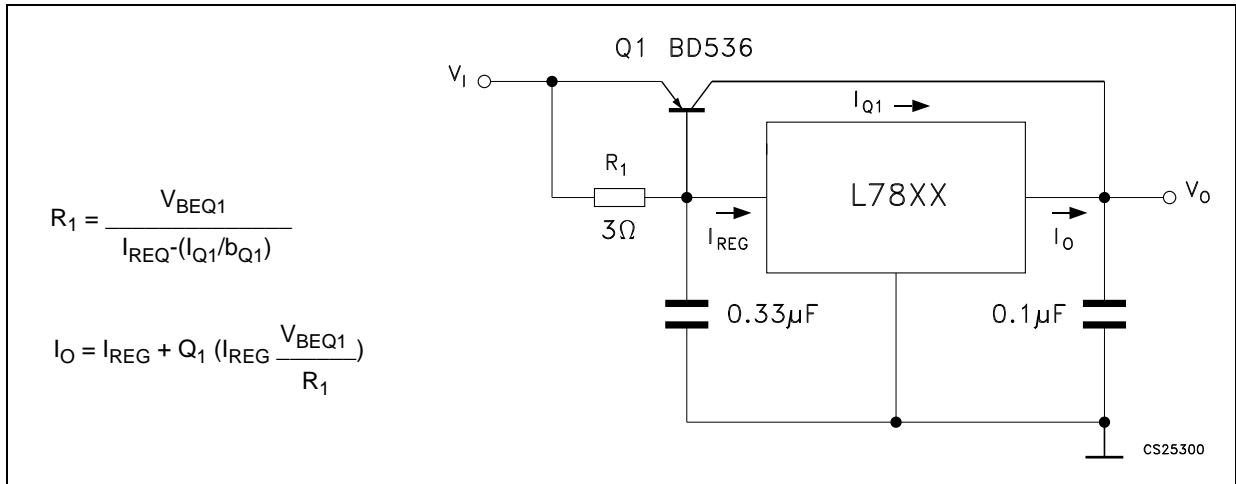 Q1 BD536
V_I
I_Q1
R_1
L78XX
V_O
3Ω
I_REG
I_O
0.33µF
0.1µF
CS25300
R_1 = V_BEQ1 / I_REQ-(I_Q1/b_Q1)
I_O = I_REG + Q_1 (I_REG V_BEQ1 / R_1)